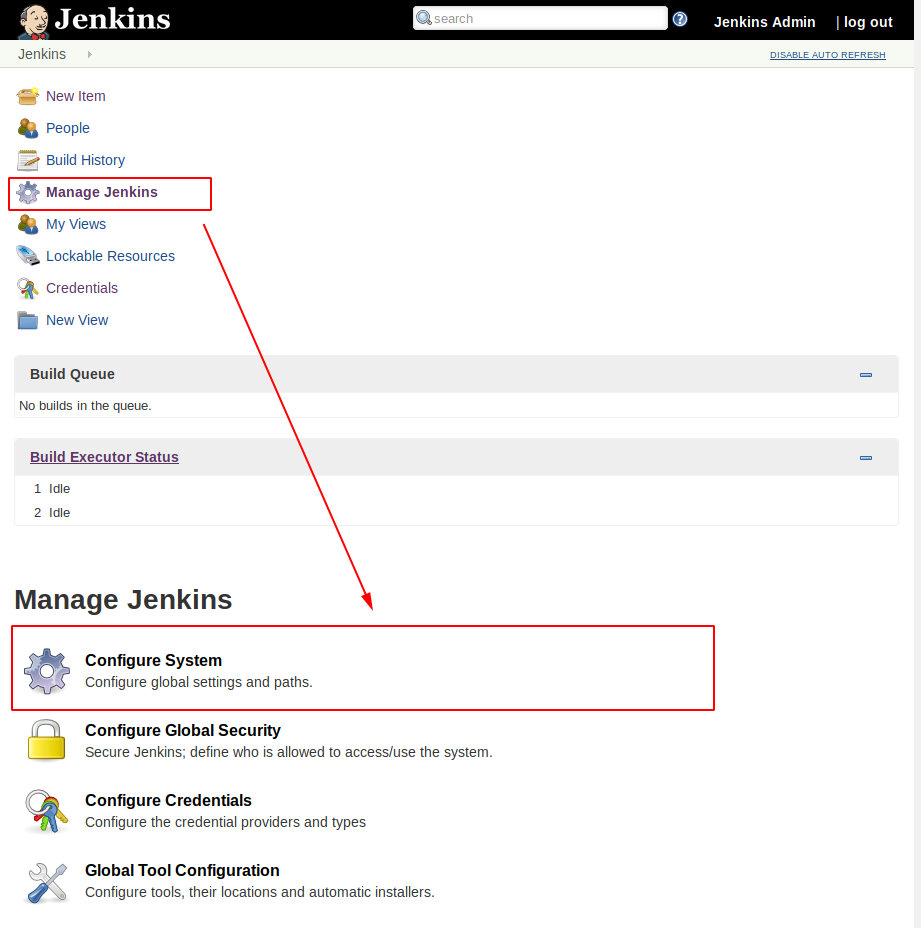 Jenkins
search
?
Jenkins Admin | log out
Jenkins
DISABLE AUTO REFRESH
New Item
People
Build History
Manage Jenkins
My Views
Lockable Resources
Credentials
New View
Build Queue
No builds in the queue.
Build Executor Status
1 Idle
2 Idle
Manage Jenkins
Configure System
Configure global settings and paths.
Configure Global Security
Secure Jenkins; define who is allowed to access/use the system.
Configure Credentials
Configure the credential providers and types
Global Tool Configuration
Configure tools, their locations and automatic installers.